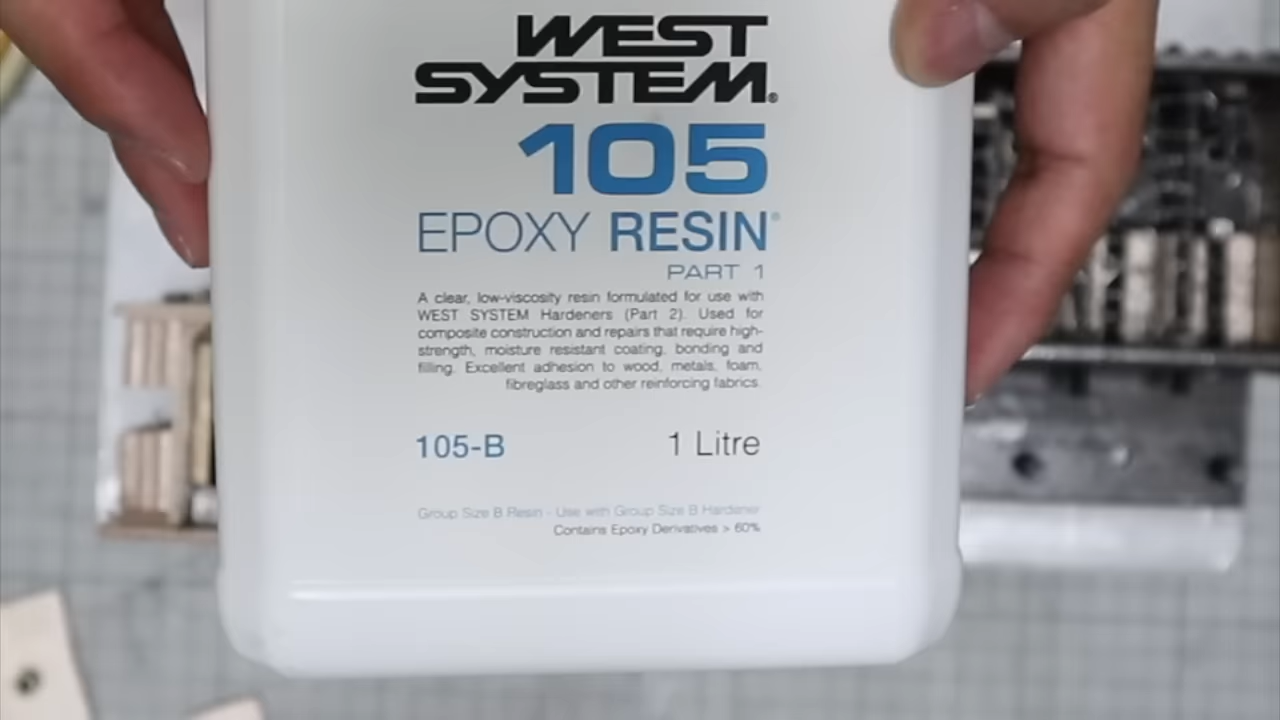 WEST
SYSTEM®
105
EPOXY RESIN®
PART 1
A clear, low-viscosity resin formulated for use with
WEST SYSTEM Hardeners (Part 2). Used for
composite construction and repairs that require high-
strength, moisture resistant coating, bonding and
filling. Excellent adhesion to wood, metals, foam,
fibreglass and other reinforcing fabrics.
105-B 1 Litre
Group Size B Resin - Use with Group Size B Hardener
Contains Epoxy Derivatives > 60%